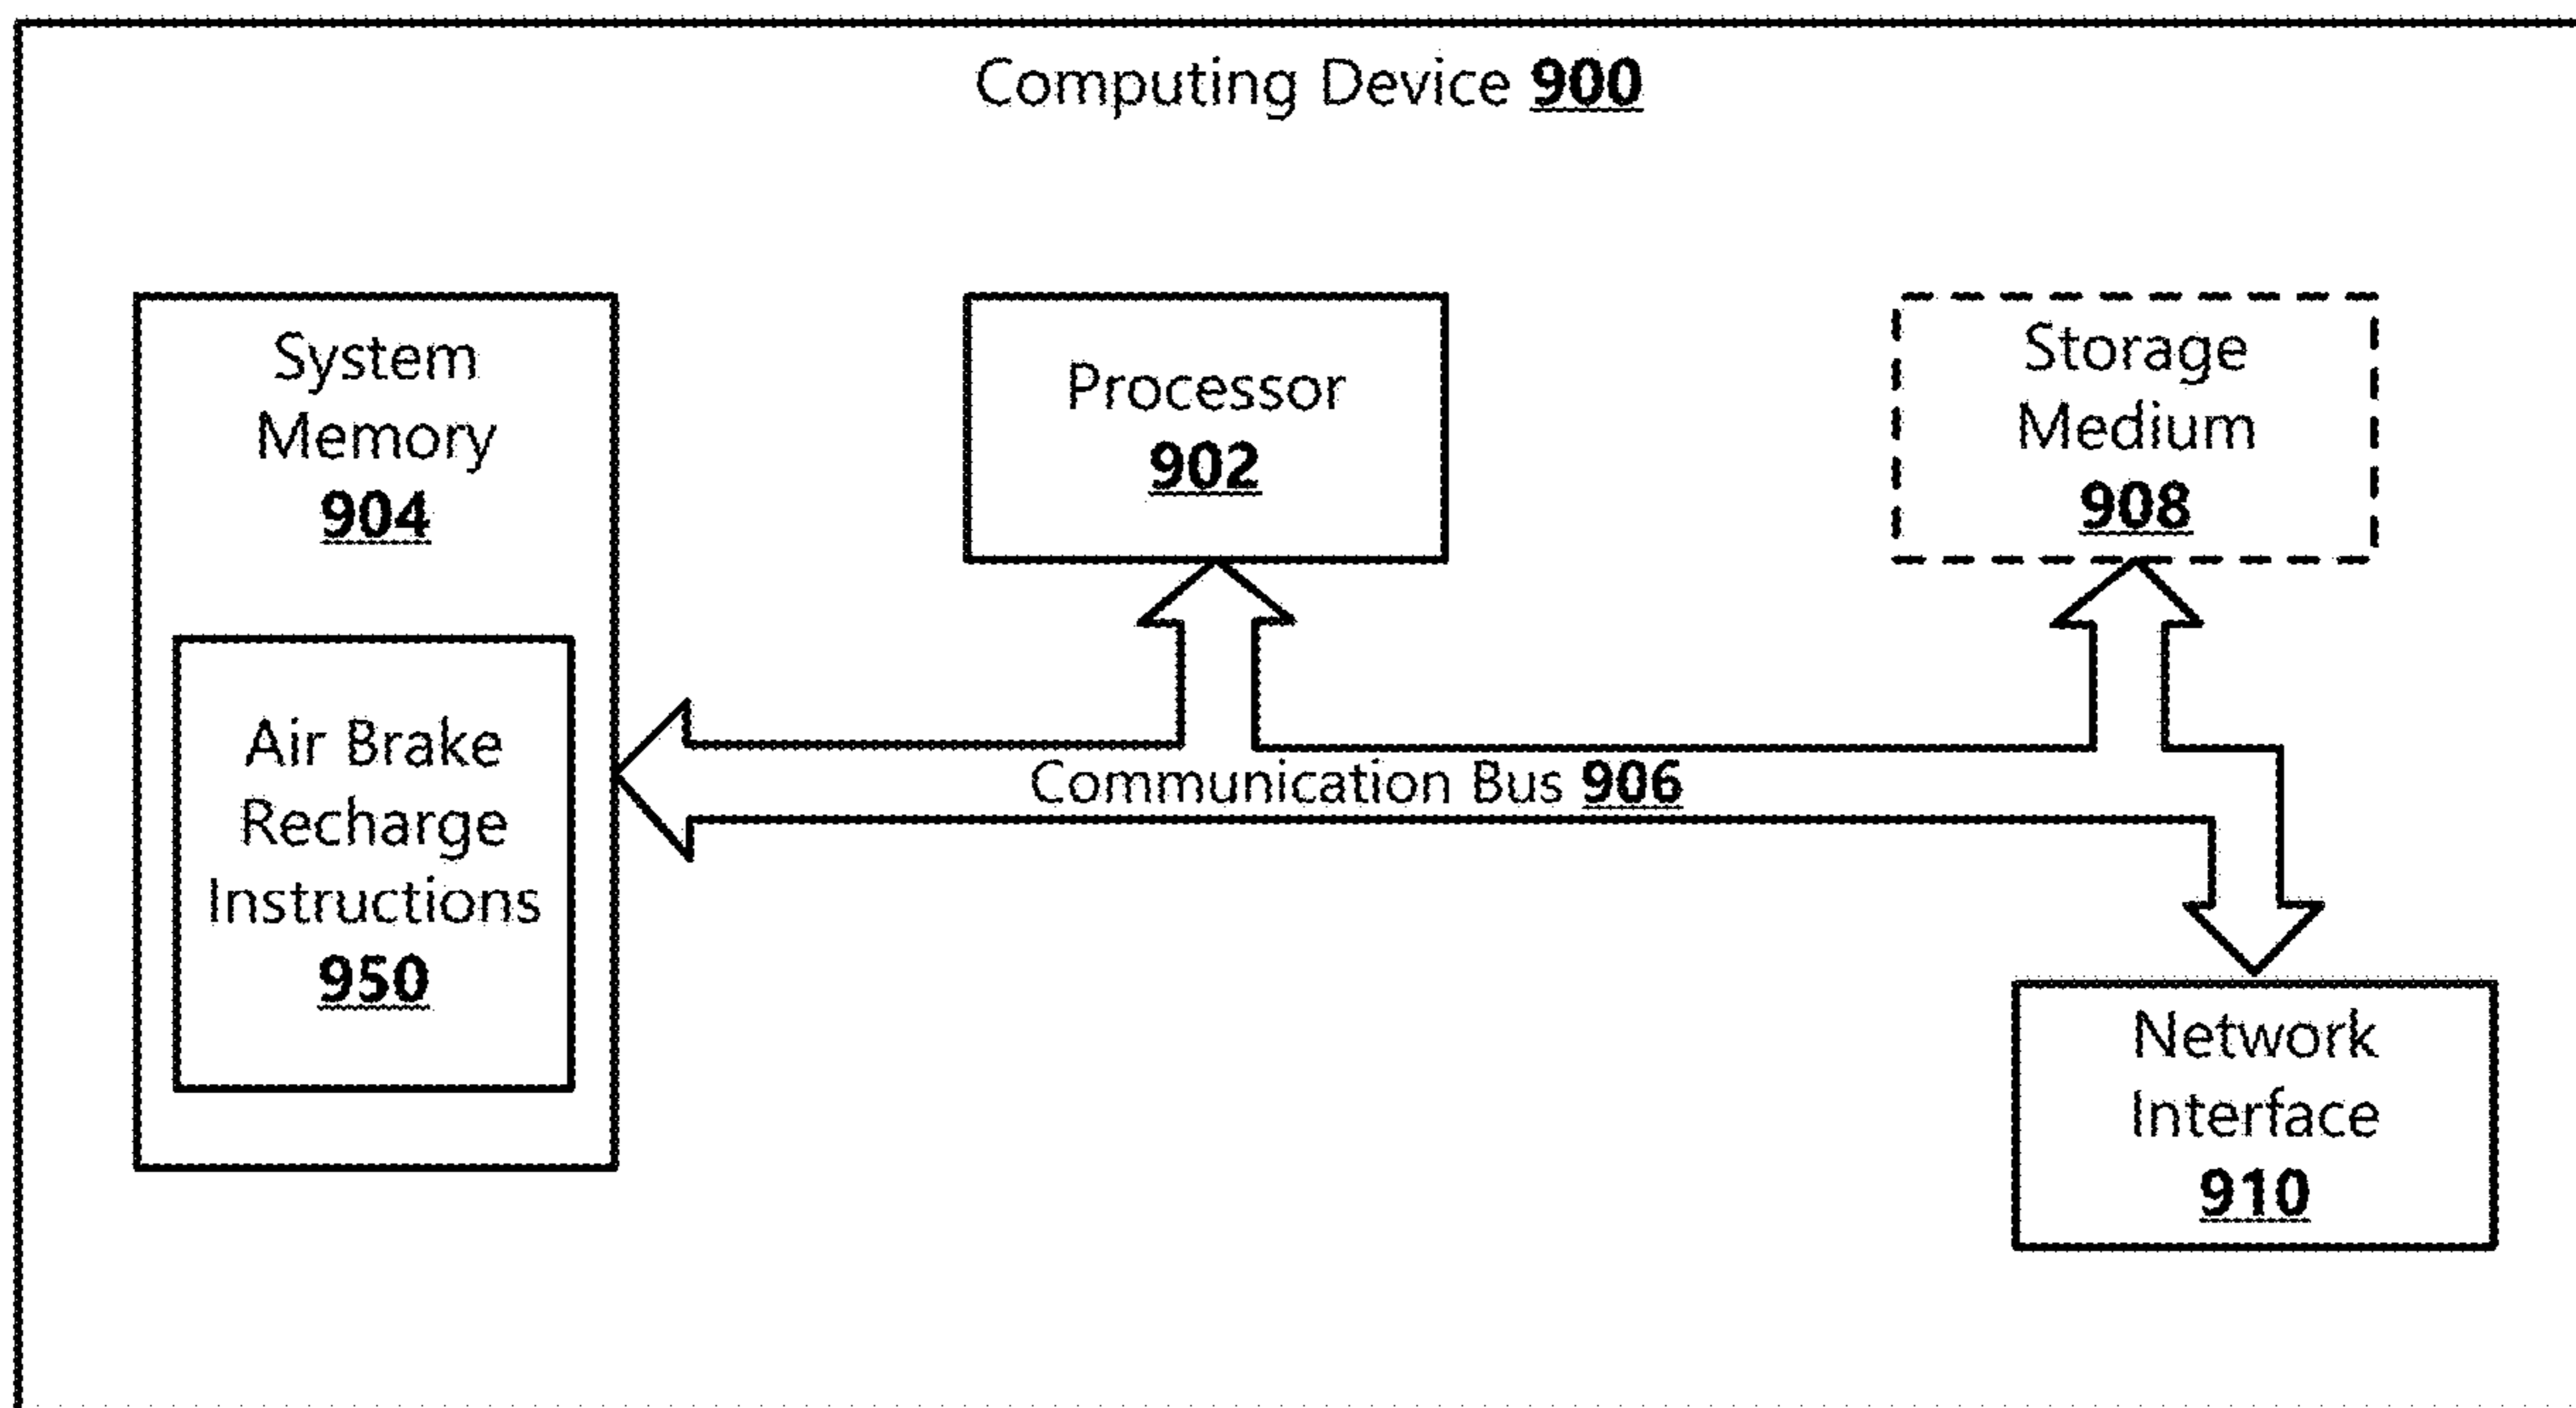 Computing Device 900
System
Memory
904
Air Brake
Recharge
Instructions
950
Processor
902
Storage
Medium
908
Communication Bus 906
Network
Interface
910